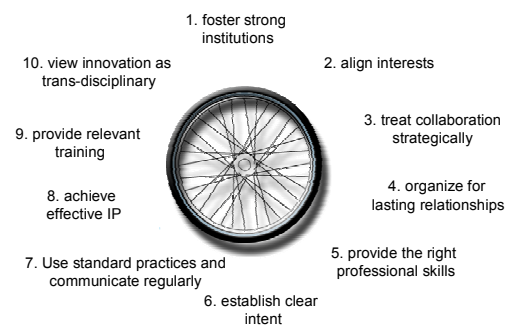 1. foster strong
institutions
2. align interests
3. treat collaboration
strategically
4. organize for
lasting relationships
5. provide the right
professional skills
6. establish clear
intent
7. Use standard practices and
communicate regularly
8. achieve
effective IP
9. provide relevant
training
10. view innovation as
trans-disciplinary